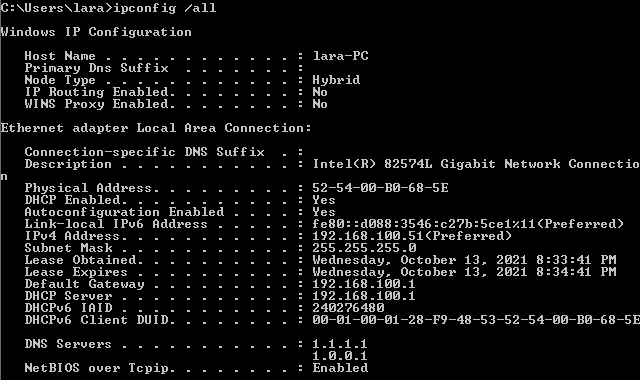 C:\Users\lara>ipconfig /all
Windows IP Configuration
Host Name . . . . . . . . . . . . : lara-PC
Primary Dns Suffix  . . . . . . . :
Node Type . . . . . . . . . . . . : Hybrid
IP Routing Enabled. . . . . . . . : No
WINS Proxy Enabled. . . . . . . . : No
Ethernet adapter Local Area Connection:
Connection-specific DNS Suffix  . :
Description . . . . . . . . . . . : Intel(R) 82574L Gigabit Network Connectio
n
Physical Address. . . . . . . . . : 52-54-00-B0-68-5E
DHCP Enabled. . . . . . . . . . . : Yes
Autoconfiguration Enabled . . . . : Yes
Link-local IPv6 Address . . . . . : fe80::d088:3546:c27b:5ce1%11(Preferred)
IPv4 Address. . . . . . . . . . . : 192.168.100.51(Preferred)
Subnet Mask . . . . . . . . . . . : 255.255.255.0
Lease Obtained. . . . . . . . . . : Wednesday, October 13, 2021 8:33:41 PM
Lease Expires . . . . . . . . . . : Wednesday, October 13, 2021 8:34:41 PM
Default Gateway . . . . . . . . . : 192.168.100.1
DHCP Server . . . . . . . . . . . : 192.168.100.1
DHCPv6 IAID . . . . . . . . . . . : 240276480
DHCPv6 Client DUID. . . . . . . . : 00-01-00-01-28-F9-48-53-52-54-00-B0-68-5E
DNS Servers . . . . . . . . . . . : 1.1.1.1
1.0.0.1
NetBIOS over Tcpip. . . . . . . . : Enabled